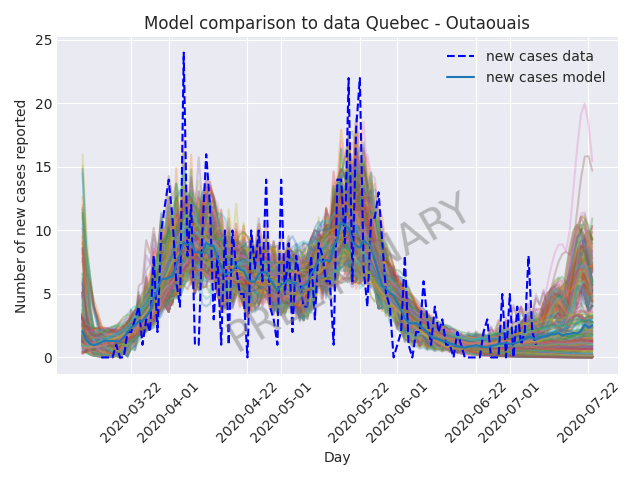 Model comparison to data Quebec - Outaouais
new cases data
new cases model
Number of new cases reported
25
20
15
10
5
0
PRELIMINARY
2020-03-22
2020-04-01
2020-04-22
2020-05-01
2020-05-22
2020-06-01
2020-06-22
2020-07-01
2020-07-22
Day